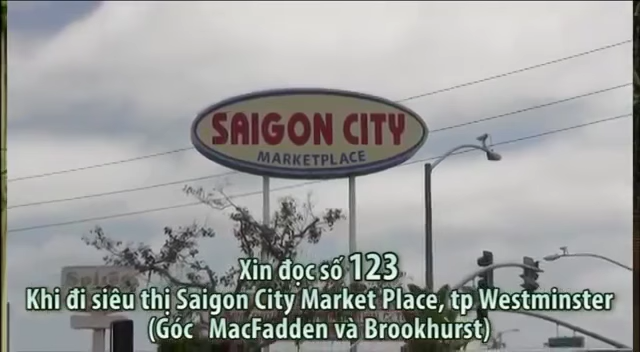 SAIGON CITY
MARKETPLACE
Xin đọc số 123
Khi đi siêu thị Saigon City Market Place, tp Westminster
(Góc MacFadden và Brookhurst)